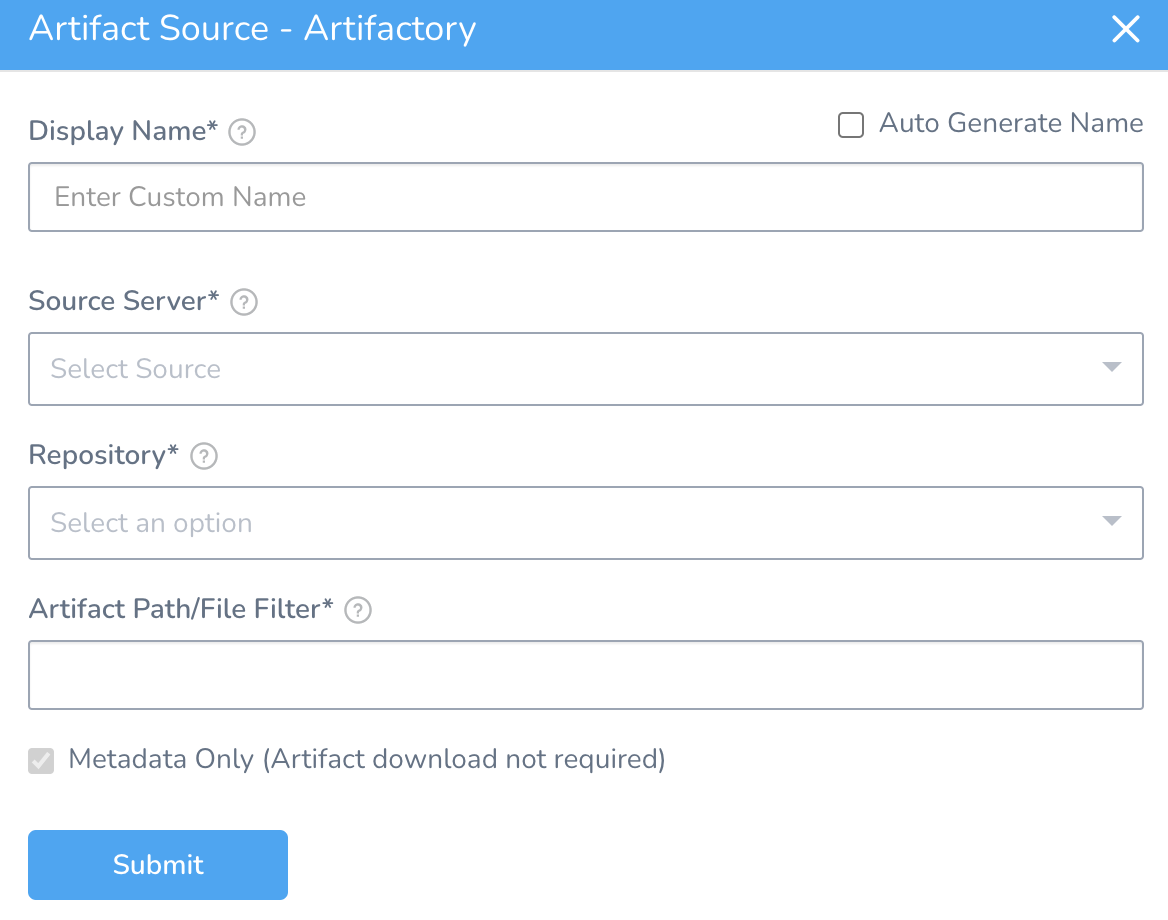 Artifact Source - Artifactory
Display Name* ?
Auto Generate Name
Enter Custom Name
Source Server* ?
Select Source
Repository* ?
Select an option
Artifact Path/File Filter* ?
Metadata Only (Artifact download not required)
Submit